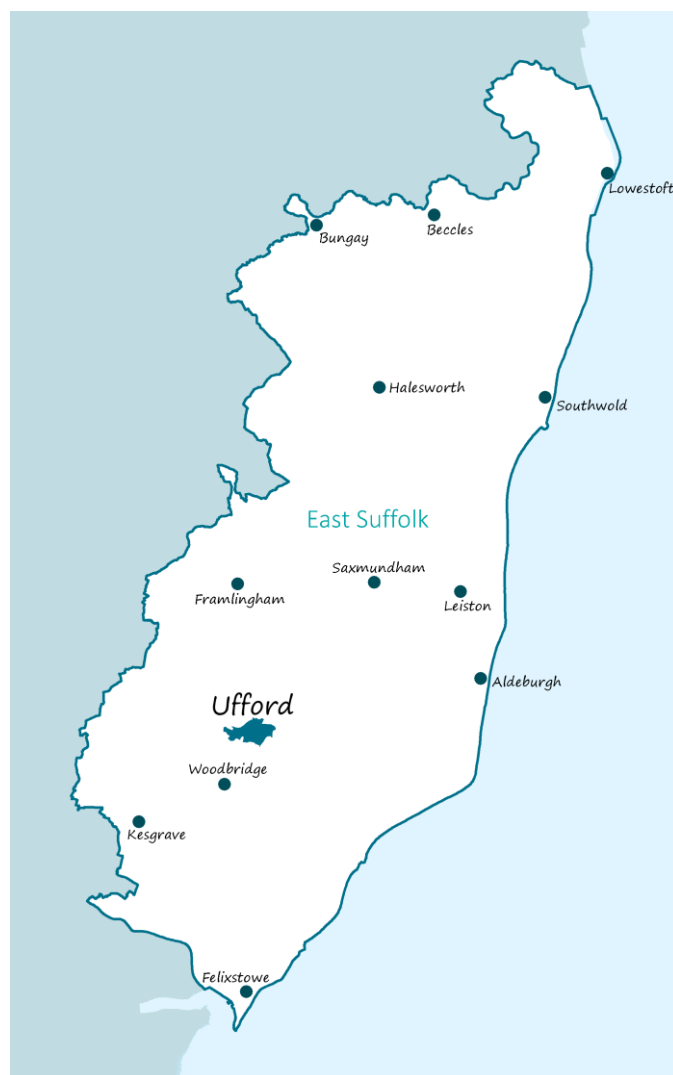 Lowestoft
Beccles
Bungay
Halesworth
Southwold
East Suffolk
Saxmundham
Framlingham
Leiston
Aldeburgh
Ufford
Woodbridge
Kesgrave
Felixstowe